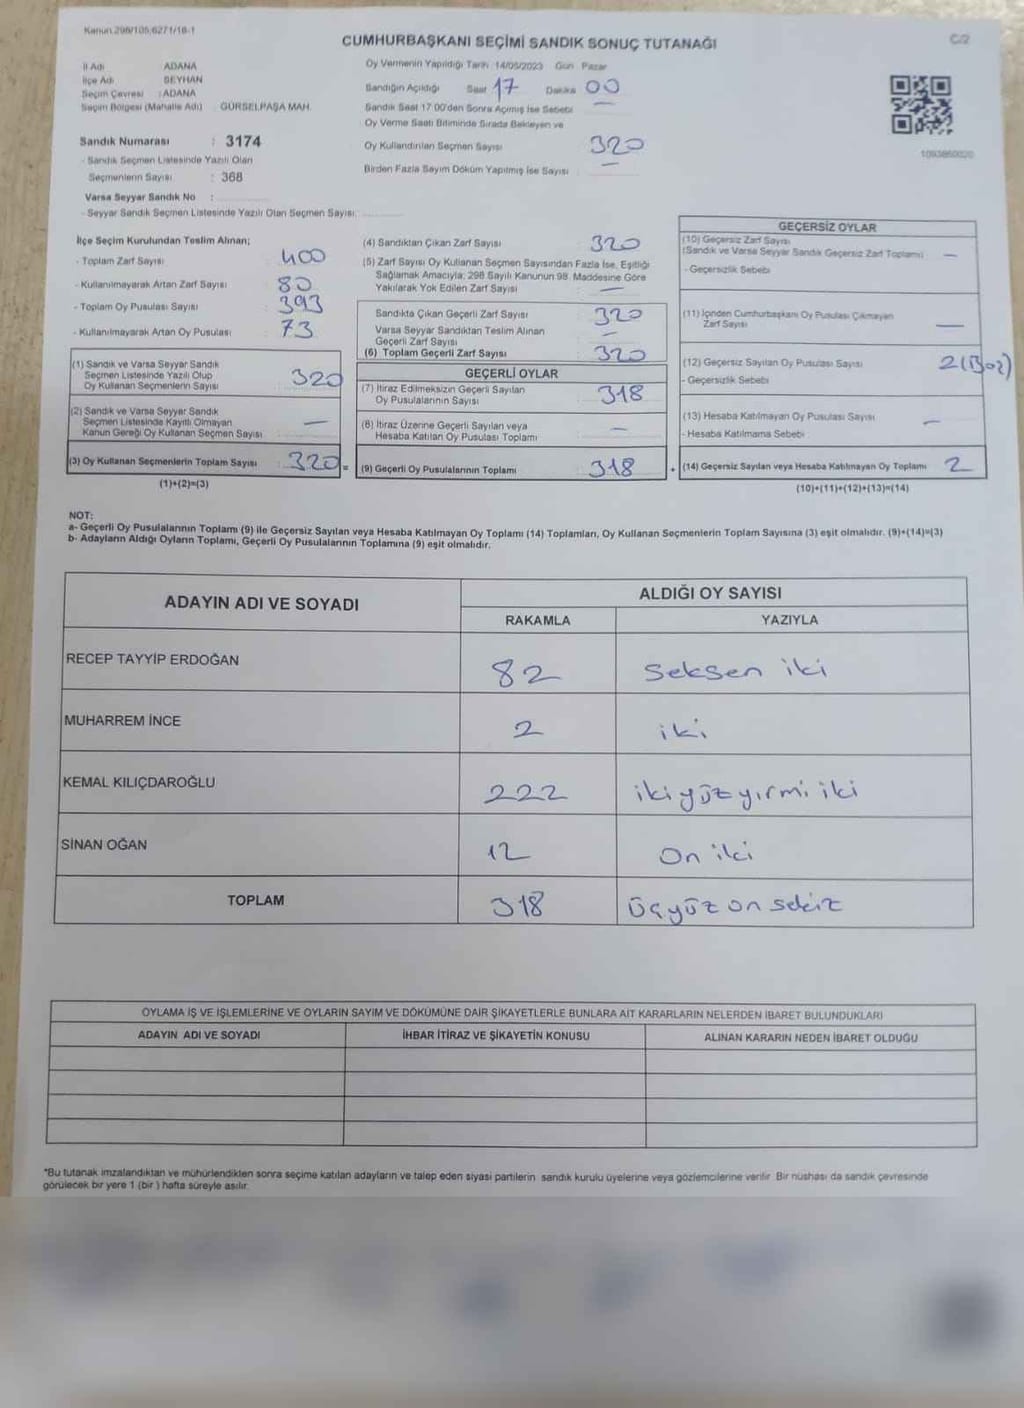 Kanun 298/105,6271/18-1
C/2
CUMHURBAŞKANI SEÇİMİ SANDIK SONUÇ TUTANAĞI
İl Adı ADANA
İlçe Adı SEYHAN
Seçim Çevresi : ADANA
Seçim Bölgesi (Mahalle Adı) GÜRSELPAŞA MAH.
Sandık Numarası : 3174
- Sandık Seçmen Listesinde Yazılı Olan
Seçmenlerin Sayısı : 368
Varsa Seyyar Sandık No :
- Seyyar Sandık Seçmen Listesinde Yazılı Olan Seçmen Sayısı:
Oy Vermenin Yapıldığı Tarih :14/05/2023 Gün : Pazar
Sandığın Açıldığı Saat 17 Dakika 00
Sandık Saat 17:00'den Sonra Açılmış İse Sebebi —
Oy Verme Saati Bitiminde Sırada Bekleyen ve
Oy Kullandırılan Seçmen Sayısı 320
Birden Fazla Sayım Döküm Yapılmış İse Sayısı —
1093860020
İlçe Seçim Kurulundan Teslim Alınan;
- Toplam Zarf Sayısı 400
- Kullanılmayarak Artan Zarf Sayısı 80
- Toplam Oy Pusulası Sayısı 393
- Kullanılmayarak Artan Oy Pusulası 73
(1) Sandık ve Varsa Seyyar Sandık
Seçmen Listesinde Yazılı Olup
Oy Kullanan Seçmenlerin Sayısı 320
(2) Sandık ve Varsa Seyyar Sandık
Seçmen Listesinde Kayıtlı Olmayan
Kanun Gereği Oy Kullanan Seçmen Sayısı —
(3) Oy Kullanan Seçmenlerin Toplam Sayısı 320 =
(1)+(2)=(3)
(4) Sandıktan Çıkan Zarf Sayısı 320
(5) Zarf Sayısı Oy Kullanan Seçmen Sayısından Fazla İse, Eşitliği
Sağlamak Amacıyla; 298 Sayılı Kanunun 98. Maddesine Göre
Yakılarak Yok Edilen Zarf Sayısı —
Sandıkta Çıkan Geçerli Zarf Sayısı 320
Varsa Seyyar Sandıktan Teslim Alınan
Geçerli Zarf Sayısı —
(6) Toplam Geçerli Zarf Sayısı 320
GEÇERLİ OYLAR
(7) İtiraz Edilmeksizin Geçerli Sayılan
Oy Pusulalarının Sayısı 318
(8) İtiraz Üzerine Geçerli Sayılan veya
Hesaba Katılan Oy Pusulası Toplamı —
(9) Geçerli Oy Pusulalarının Toplamı 318 +
GEÇERSİZ OYLAR
(10) Geçersiz Zarf Sayısı
(Sandık ve Varsa Seyyar Sandık Geçersiz Zarf Toplamı) —
- Geçersizlik Sebebi
(11) İçinden Cumhurbaşkanı Oy Pusulası Çıkmayan
Zarf Sayısı —
(12) Geçersiz Sayılan Oy Pusulası Sayısı 2 (Boş)
- Geçersizlik Sebebi
(13) Hesaba Katılmayan Oy Pusulası Sayısı —
- Hesaba Katılmama Sebebi
(14) Geçersiz Sayılan veya Hesaba Katılmayan Oy Toplamı 2
(10)+(11)+(12)+(13)=(14)
NOT:
a- Geçerli Oy Pusulalarının Toplamı (9) ile Geçersiz Sayılan veya Hesaba Katılmayan Oy Toplamı (14) Toplamları, Oy Kullanan Seçmenlerin Toplam Sayısına (3) eşit olmalıdır. (9)+(14)=(3)
b- Adayların Aldığı Oyların Toplamı, Geçerli Oy Pusulalarının Toplamına (9) eşit olmalıdır.
ADAYIN ADI VE SOYADI ALDIĞI OY SAYISI
RAKAMLA YAZIYLA
RECEP TAYYİP ERDOĞAN 82 seksen iki
MUHARREM İNCE 2 iki
KEMAL KILIÇDAROĞLU 222 ikiyüzyirmi iki
SİNAN OĞAN 12 On iki
TOPLAM 318 üçyüz on sekiz
OYLAMA İŞ VE İŞLEMLERİNE VE OYLARIN SAYIM VE DÖKÜMÜNE DAİR ŞİKAYETLERLE BUNLARA AİT KARARLARIN NELERDEN İBARET BULUNDUKLARI
ADAYIN ADI VE SOYADI İHBAR İTİRAZ VE ŞİKAYETİN KONUSU ALINAN KARARIN NEDEN İBARET OLDUĞU
*Bu tutanak imzalandıktan ve mühürlendikten sonra seçime katılan adayların ve talep eden siyasi partilerin sandık kurulu üyelerine veya gözlemcilerine verilir. Bir nüshası da sandık çevresinde
görülecek bir yere 1 (bir ) hafta süreyle asılır.